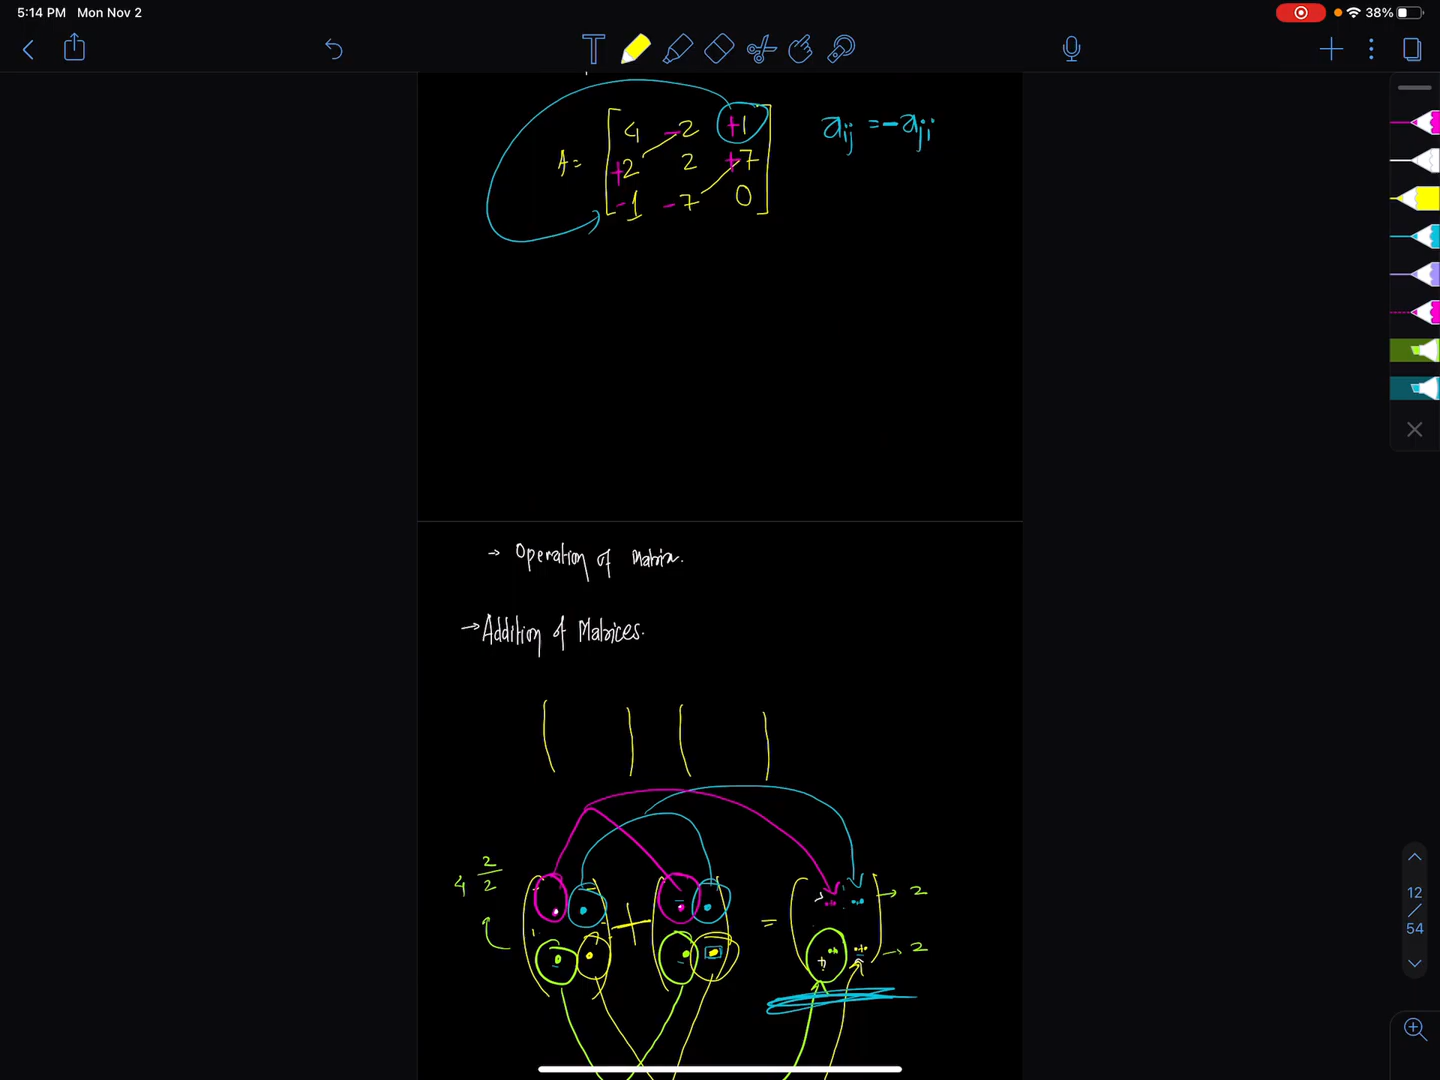 5:14 PM Mon Nov 2
38%
T
A = [ 4 -2 +1
+2 2 +7
-1 -7 0 ]
aij = -aji
→ Operation of Matrix.
→ Addition of Matrices.
4 2/2
+
=
→ 2
→ 2
12
/
54